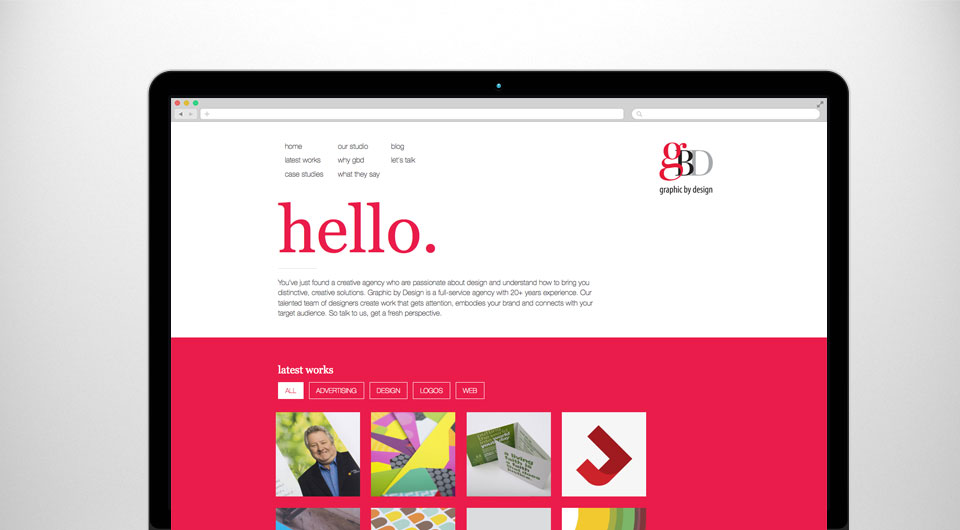 home
our studio
blog
latest works
why gbd
let's talk
case studies
what they say
gBD
graphic by design
hello.
You've just found a creative agency who are passionate about design and understand how to bring you
distinctive, creative solutions. Graphic by Design is a full-service agency with 20+ years experience. Our
talented team of designers create work that gets attention, embodies your brand and connects with your
target audience. So talk to us, get a fresh perspective.
latest works
ALL
ADVERTISING
DESIGN
LOGOS
WEB
a living
faith is
a faith